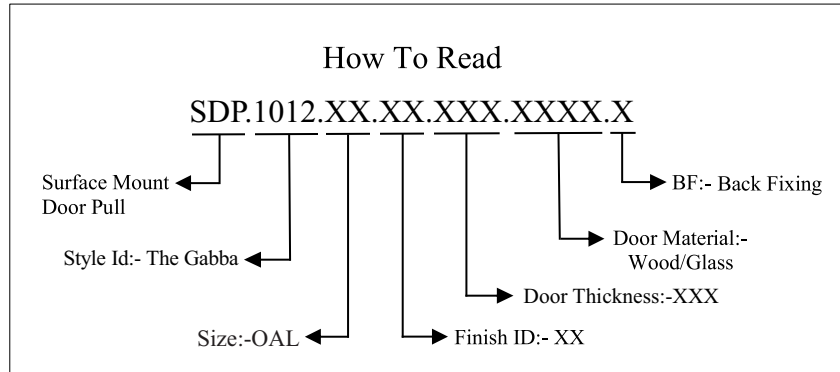 How To Read
SDP.1012.XX.XX.XXX.XXXX.X
Surface Mount
Door Pull
BF:- Back Fixing
Style Id:- The Gabba
Door Material:-
Wood/Glass
Door Thickness:-XXX
Size:-OAL
Finish ID:- XX